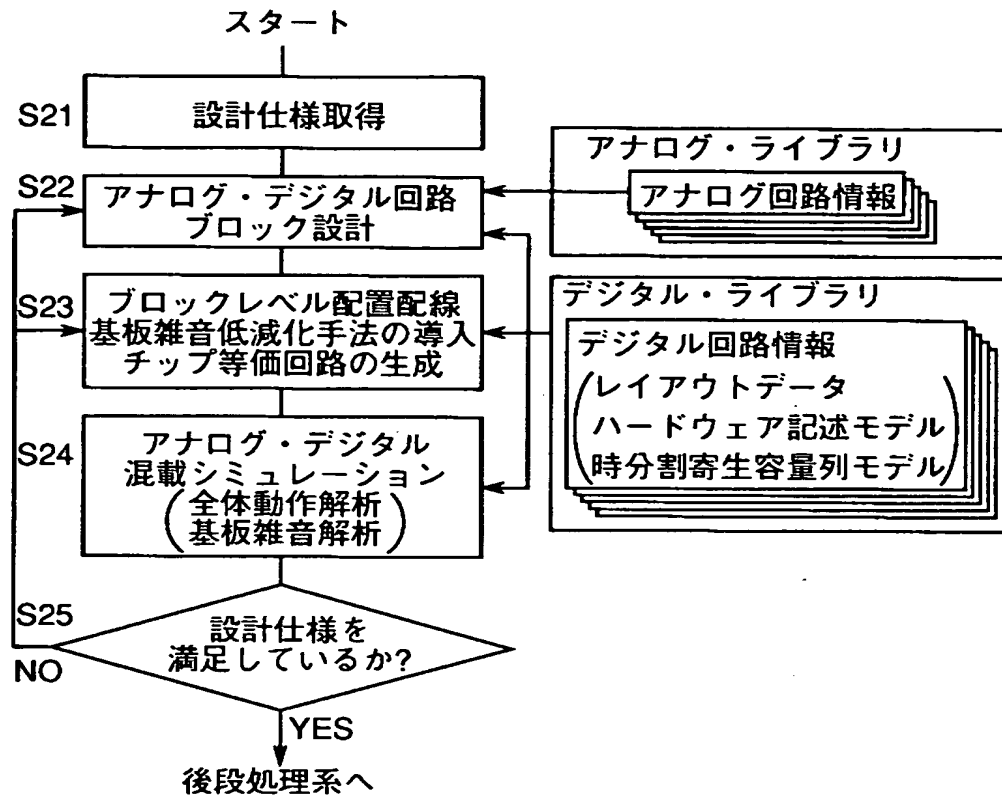 スタート
S21
設計仕様取得
S22
アナログ・デジタル回路
ブロック設計
アナログ・ライブラリ
アナログ回路情報
S23
ブロックレベル配置配線
基板雑音低減化手法の導入
チップ等価回路の生成
デジタル・ライブラリ
デジタル回路情報
(レイアウトデータ
ハードウェア記述モデル
時分割寄生容量列モデル)
S24
アナログ・デジタル
混載シミュレーション
(全体動作解析
基板雑音解析)
S25
設計仕様を
満足しているか?
NO
YES
後段処理系へ